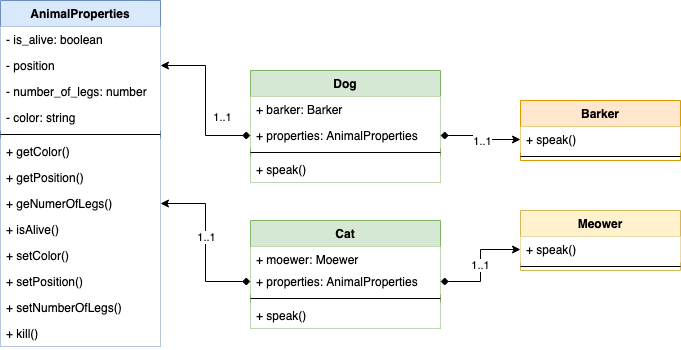 AnimalProperties
- is_alive: boolean
- position
- number_of_legs: number
- color: string
+ getColor()
+ getPosition()
+ geNumerOfLegs()
+ isAlive()
+ setColor()
+ setPosition()
+ setNumberOfLegs()
+ kill()
1..1
1..1
Dog
+ barker: Barker
+ properties: AnimalProperties
+ speak()
Cat
+ moewer: Moewer
+ properties: AnimalProperties
+ speak()
1..1
1..1
Barker
+ speak()
Meower
+ speak()